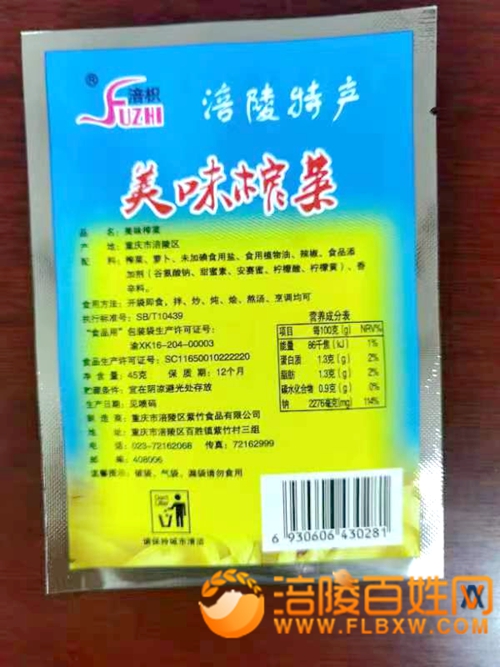 ®
涪枳
FUZHI
涪陵特产
美味榨菜
品 名：美味榨菜
产 地：重庆市涪陵区
配 料：榨菜、萝卜、未加碘食用盐、食用植物油、辣椒、食品添
加剂（谷氨酸钠、甜蜜素、安赛蜜、柠檬酸、柠檬黄）、香
辛料。
食用方法：开袋即食，拌、炒、炖、烩、熬汤、烹调均可
执行标准号：SB/T10439
"食品用"包装袋生产许可证号：
渝XK16-204-00003
食品生产许可证号：SC11650010222220
净 含 量：45克 保 质 期：12个月
贮藏条件：宜在阴凉避光处存放
生产日期：见喷码
制 造 商：重庆市涪陵区紫竹食品有限公司
地 址：重庆市涪陵区百胜镇紫竹村三组
电 话：023-72162068 传真：72162999
邮 编：408006
温馨提示：破袋、气袋、漏袋请勿食用
营养成分表
项目 每100克(g) NRV%
能量 86千焦(kJ) 1%
蛋白质 1.3克(g) 2%
脂肪 1.3克(g) 2%
碳水化合物 0.9克(g) 0%
钠 2276毫克(mg) 114%
请保持城市清洁
6 930606 430281
涪陵百姓网
WWW.FLBXW.COM